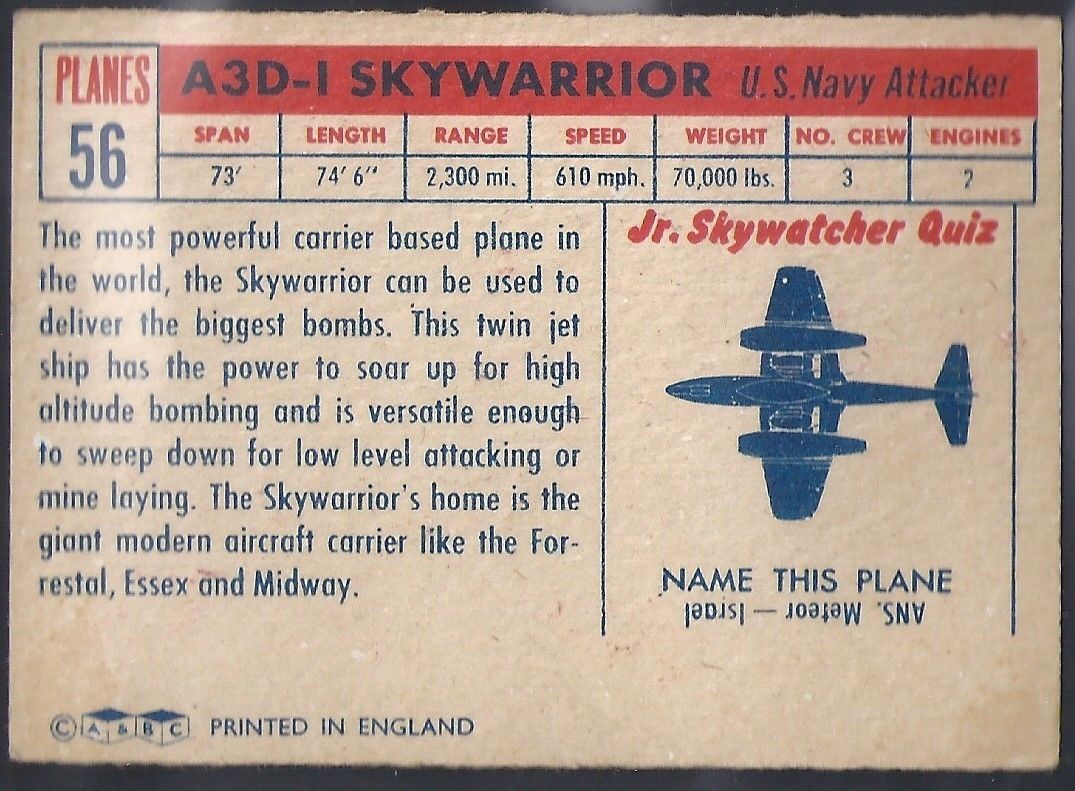 PLANES
56
A3D-1 SKYWARRIOR U.S. Navy Attacker
SPAN LENGTH RANGE SPEED WEIGHT NO. CREW ENGINES
73′ 74′ 6″ 2,300 mi. 610 mph. 70,000 lbs. 3 2
The most powerful carrier based plane in
the world, the Skywarrior can be used to
deliver the biggest bombs. This twin jet
ship has the power to soar up for high
altitude bombing and is versatile enough
to sweep down for low level attacking or
mine laying. The Skywarrior's home is the
giant modern aircraft carrier like the For-
restal, Essex and Midway.
Jr. Skywatcher Quiz
NAME THIS PLANE
ANS. Meteor — Israel
© A & B C PRINTED IN ENGLAND